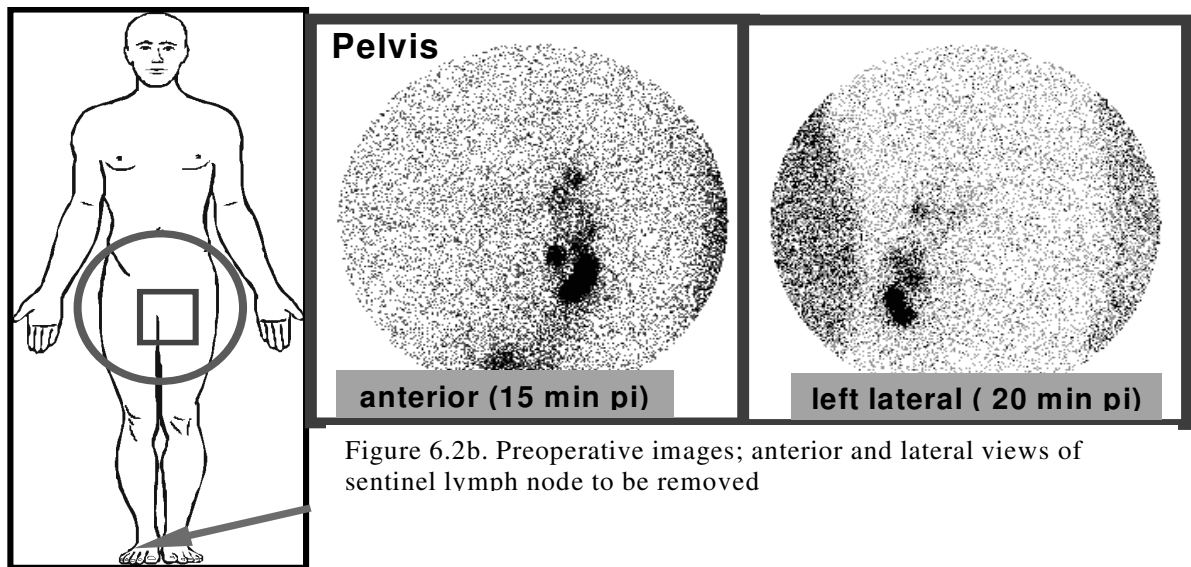 Pelvis
anterior (15 min pi)
left lateral ( 20 min pi)
Figure 6.2b. Preoperative images; anterior and lateral views of
sentinel lymph node to be removed